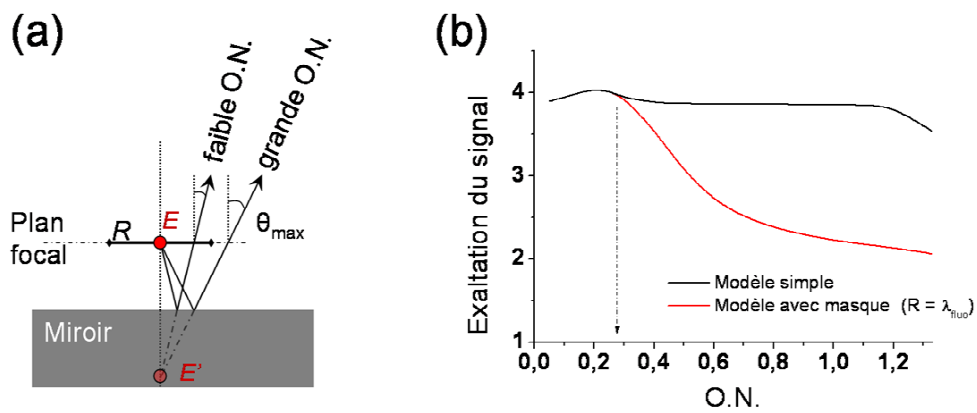 (a)
faible O.N.
grande O.N.
Plan
focal
R
E
θmax
Miroir
E'
(b)
Exaltation du signal
4
3
2
1
0,0
0,2
0,4
0,6
0,8
1,0
1,2
O.N.
Modèle simple
Modèle avec masque (R = λfluo)